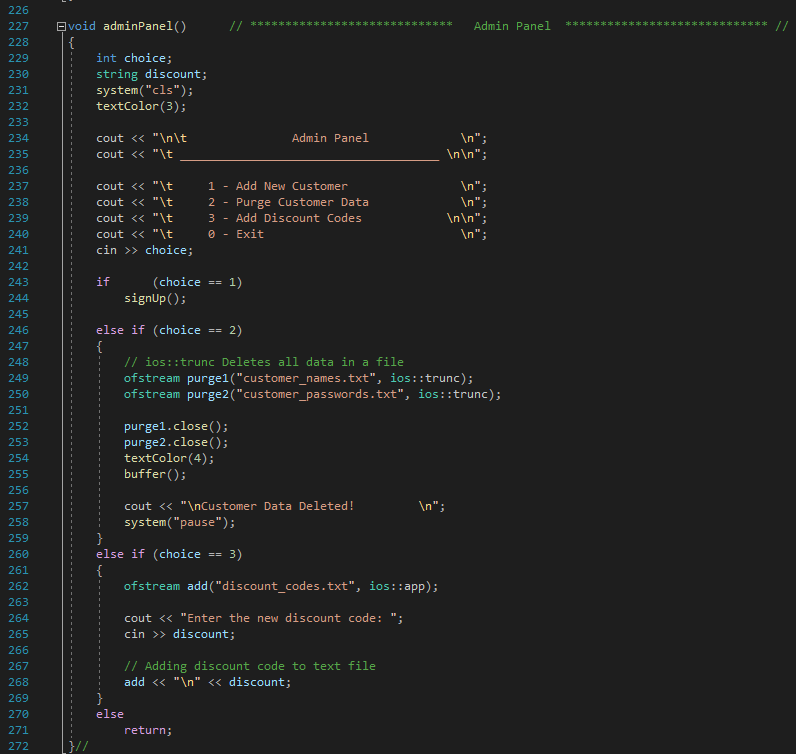 226
227 void adminPanel()      // *****************************   Admin Panel  ***************************** //
228 {
229     int choice;
230     string discount;
231     system("cls");
232     textColor(3);
233
234     cout << "\n\t               Admin Panel             \n";
235     cout << "\t _____________________________________ \n\n";
236
237     cout << "\t     1 - Add New Customer                \n";
238     cout << "\t     2 - Purge Customer Data             \n";
239     cout << "\t     3 - Add Discount Codes            \n\n";
240     cout << "\t     0 - Exit                            \n";
241     cin >> choice;
242
243     if      (choice == 1)
244         signUp();
245
246     else if (choice == 2)
247     {
248         // ios::trunc Deletes all data in a file
249         ofstream purge1("customer_names.txt", ios::trunc);
250         ofstream purge2("customer_passwords.txt", ios::trunc);
251
252         purge1.close();
253         purge2.close();
254         textColor(4);
255         buffer();
256
257         cout << "\nCustomer Data Deleted!         \n";
258         system("pause");
259     }
260     else if (choice == 3)
261     {
262         ofstream add("discount_codes.txt", ios::app);
263
264         cout << "Enter the new discount code: ";
265         cin >> discount;
266
267         // Adding discount code to text file
268         add << "\n" << discount;
269     }
270     else
271         return;
272 }//